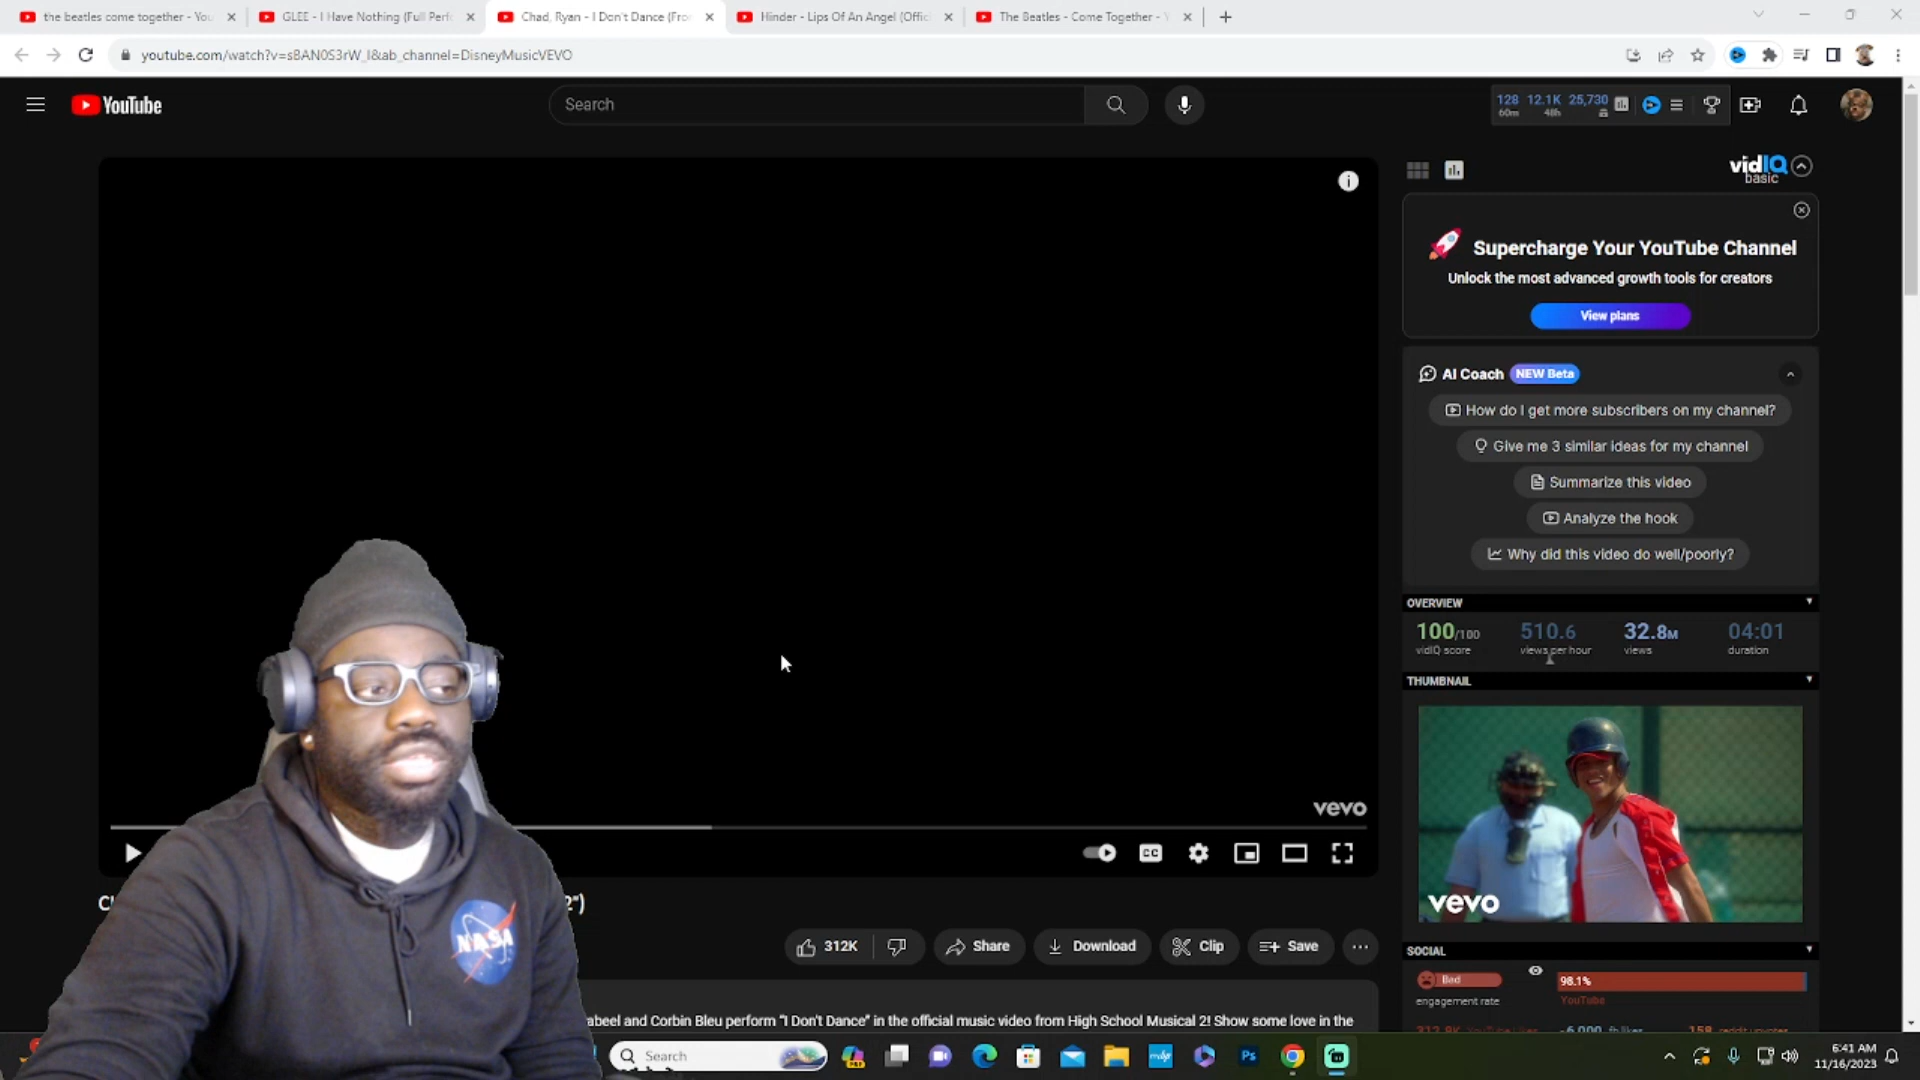 the beatles come together - You
GLEE - I Have Nothing (Full Perf
Chad, Ryan - I Don't Dance (Fro
Hinder - Lips Of An Angel (Offic
The Beatles - Come Together - Y
youtube.com/watch?v=sBAN0S3rW_I&ab_channel=DisneyMusicVEVO
YouTube
Search
128 12.1K 25,730
60m 48h
vidIQ
basic
Supercharge Your YouTube Channel
Unlock the most advanced growth tools for creators
View plans
AI Coach NEW Beta
How do I get more subscribers on my channel?
Give me 3 similar ideas for my channel
Summarize this video
Analyze the hook
Why did this video do well/poorly?
OVERVIEW
100/100 510.6 32.8M 04:01
vidIQ score views per hour views duration
THUMBNAIL
vevo
CC
vevo
2")
NASA
312K Share Download Clip Save
SOCIAL
Bad 98.1%
engagement rate YouTube
abeel and Corbin Bleu perform “I Don't Dance” in the official music video from High School Musical 2! Show some love in the
Search
Ps
6:41 AM
11/16/2023